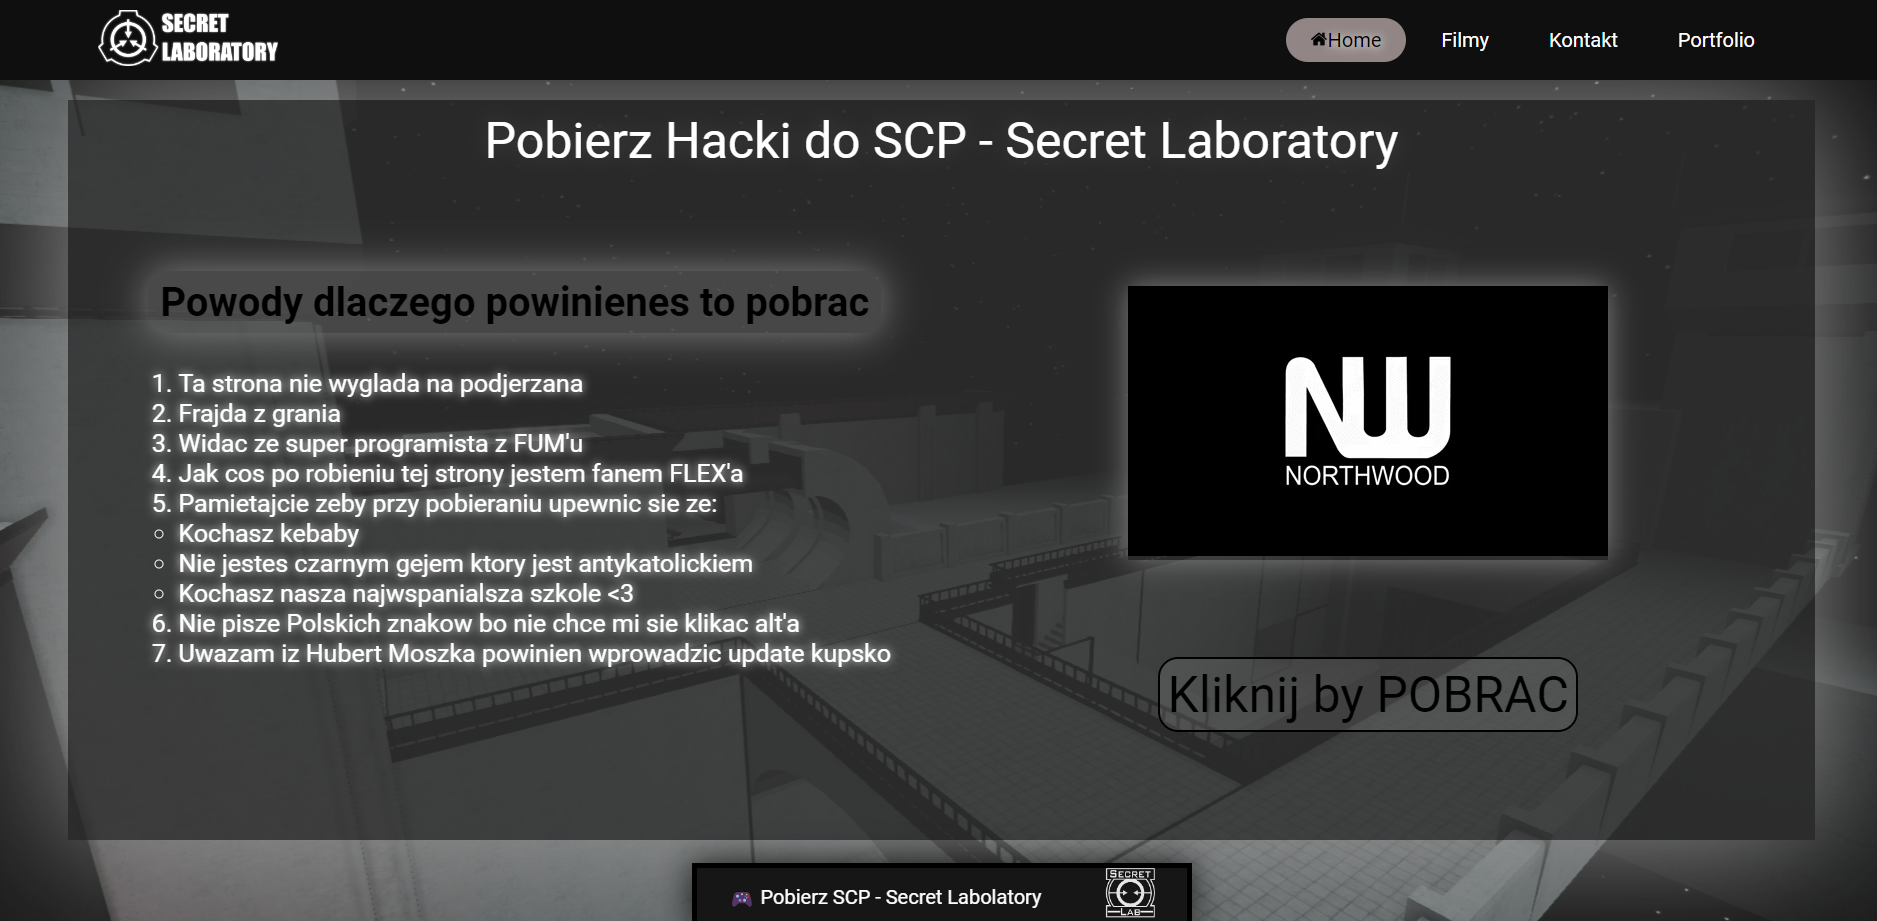 SECRET
LABORATORY
Home
Filmy
Kontakt
Portfolio
Pobierz Hacki do SCP - Secret Laboratory
Powody dlaczego powinienes to pobrac
1. Ta strona nie wyglada na podjerzana
2. Frajda z grania
3. Widac ze super programista z FUM'u
4. Jak cos po robieniu tej strony jestem fanem FLEX'a
5. Pamietajcie zeby przy pobieraniu upewnic sie ze:
○ Kochasz kebaby
○ Nie jestes czarnym gejem ktory jest antykatolickiem
○ Kochasz nasza najwspanialsza szkole <3
6. Nie pisze Polskich znakow bo nie chce mi sie klikac alt'a
7. Uwazam iz Hubert Moszka powinien wprowadzic update kupsko
NW
NORTHWOOD
Kliknij by POBRAC
Pobierz SCP - Secret Labolatory
SECRET
LAB